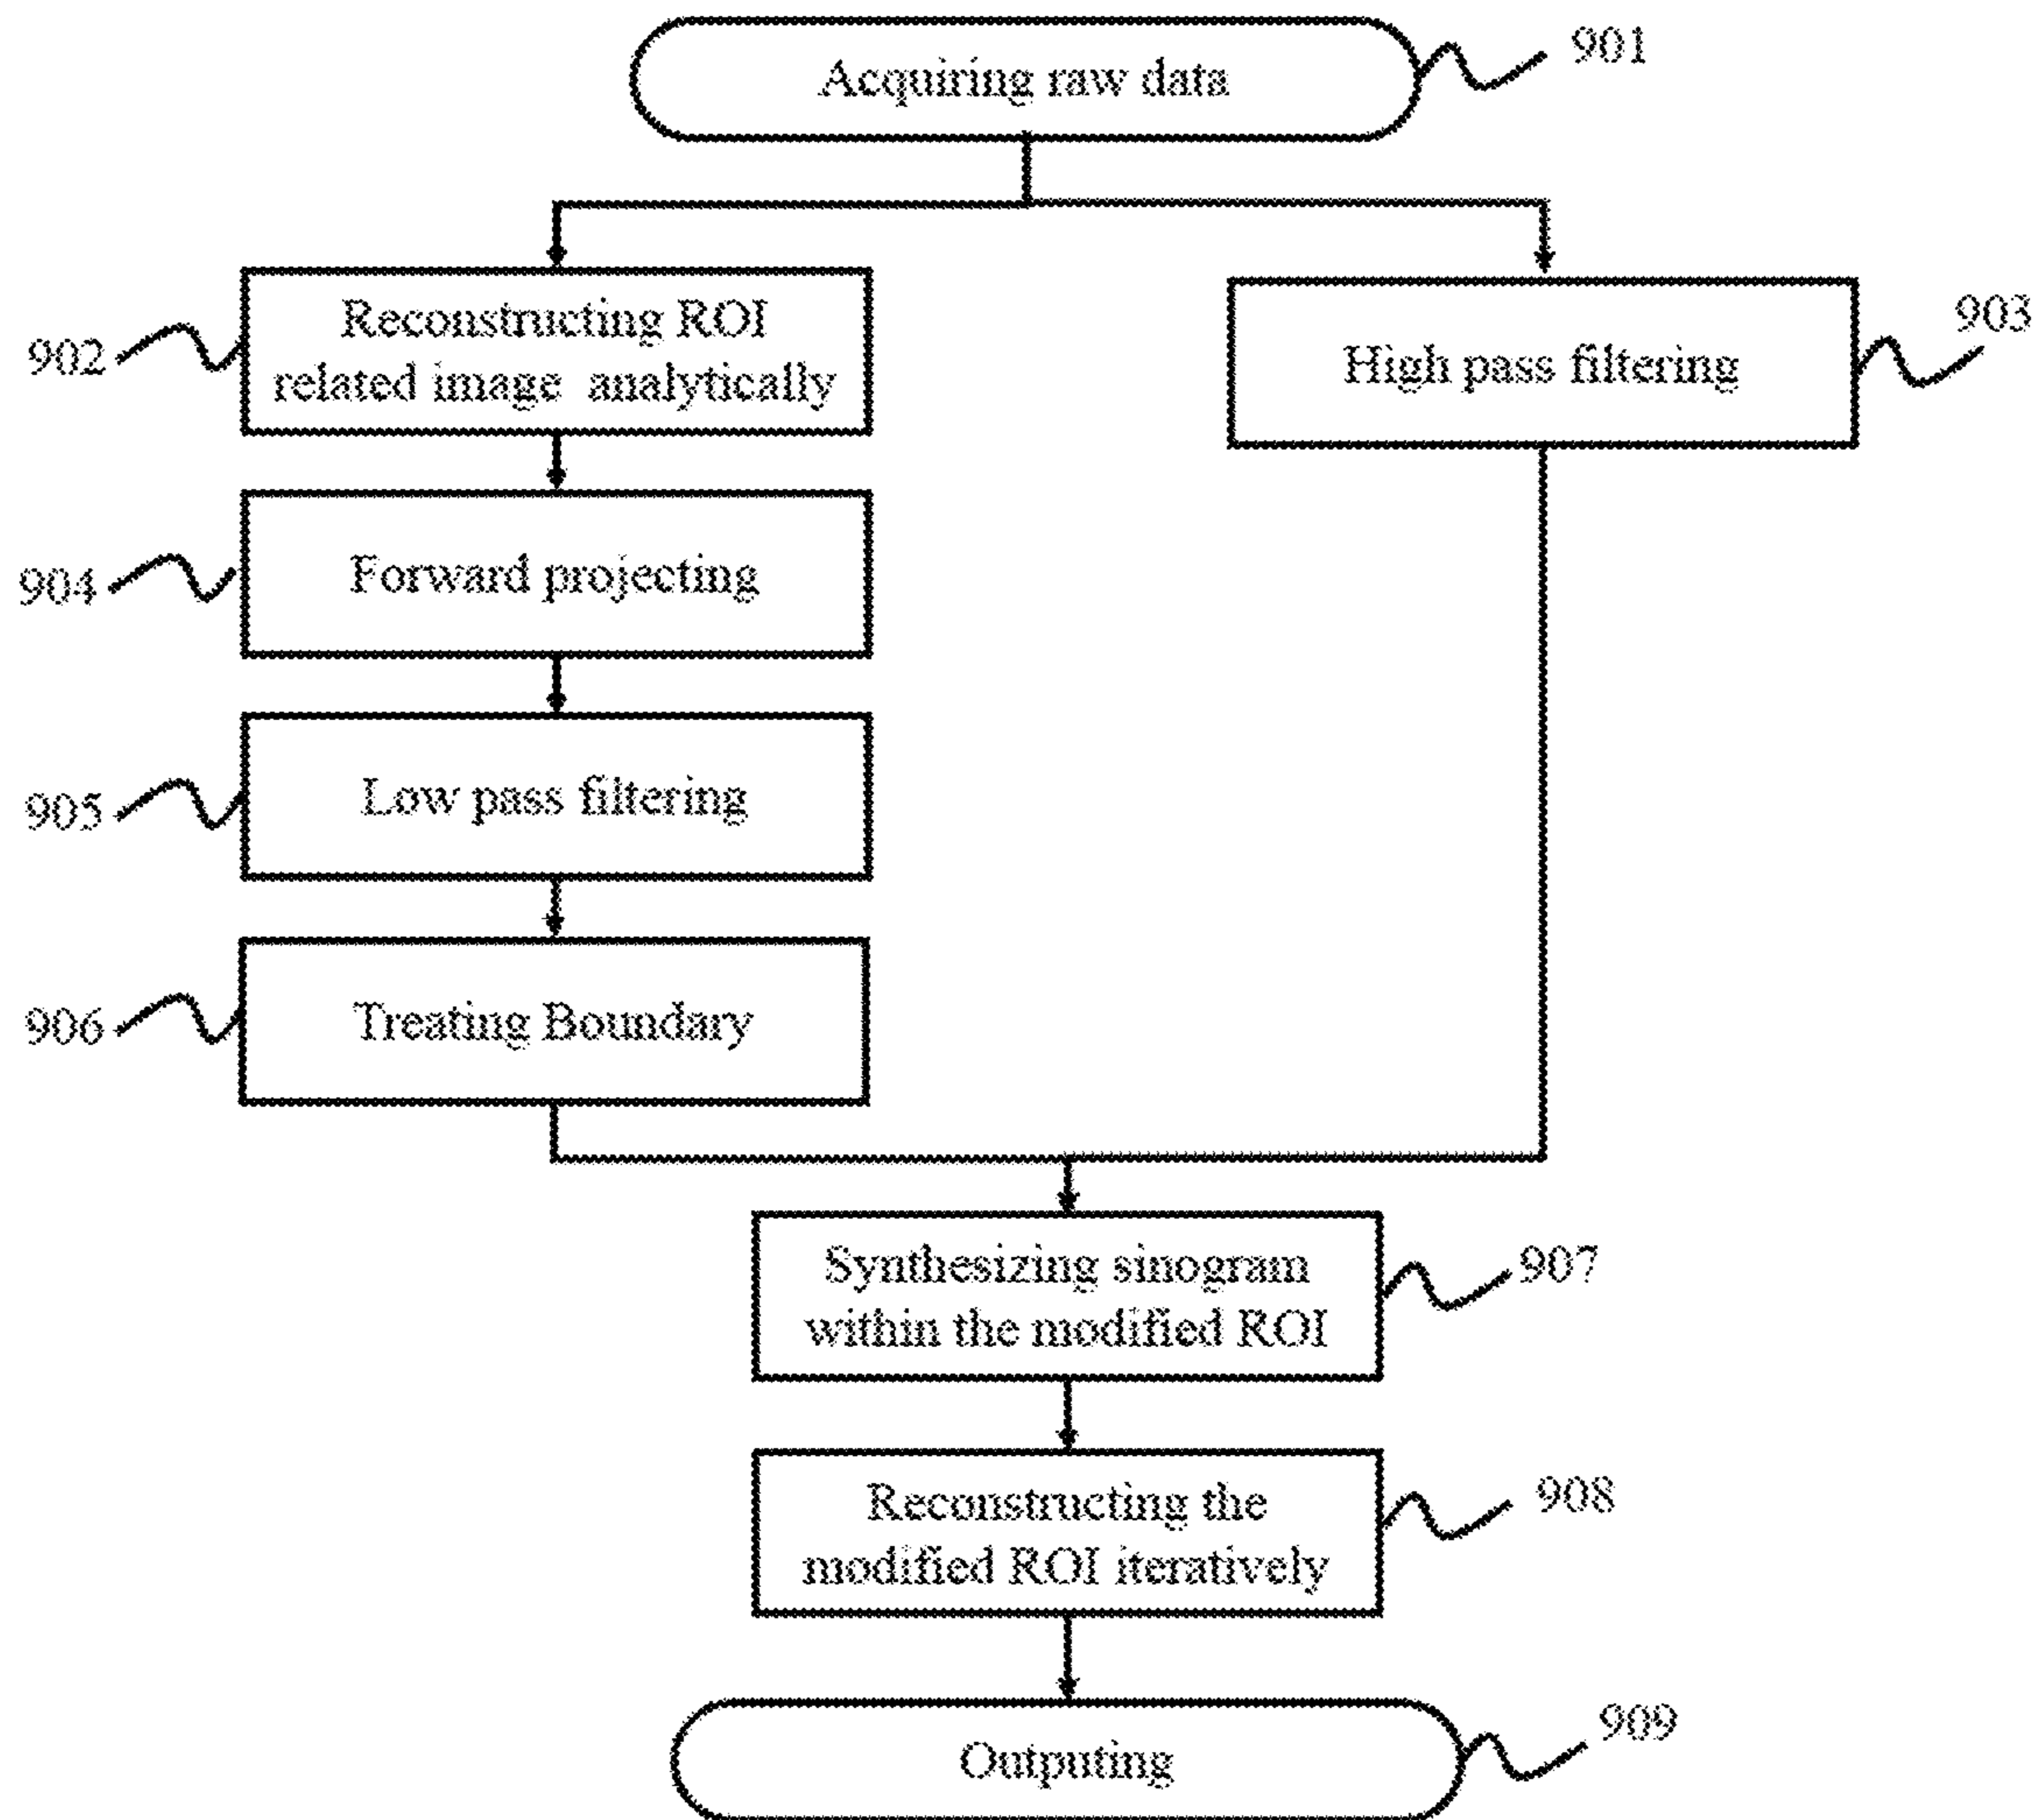 Acquiring raw data
901
Reconstructing ROI
related image analytically
902
High pass filtering
903
Forward projecting
904
Low pass filtering
905
Treating Boundary
906
Synthesizing sinogram
within the modified ROI
907
Reconstructing the
modified ROI iteratively
908
Outputing
909